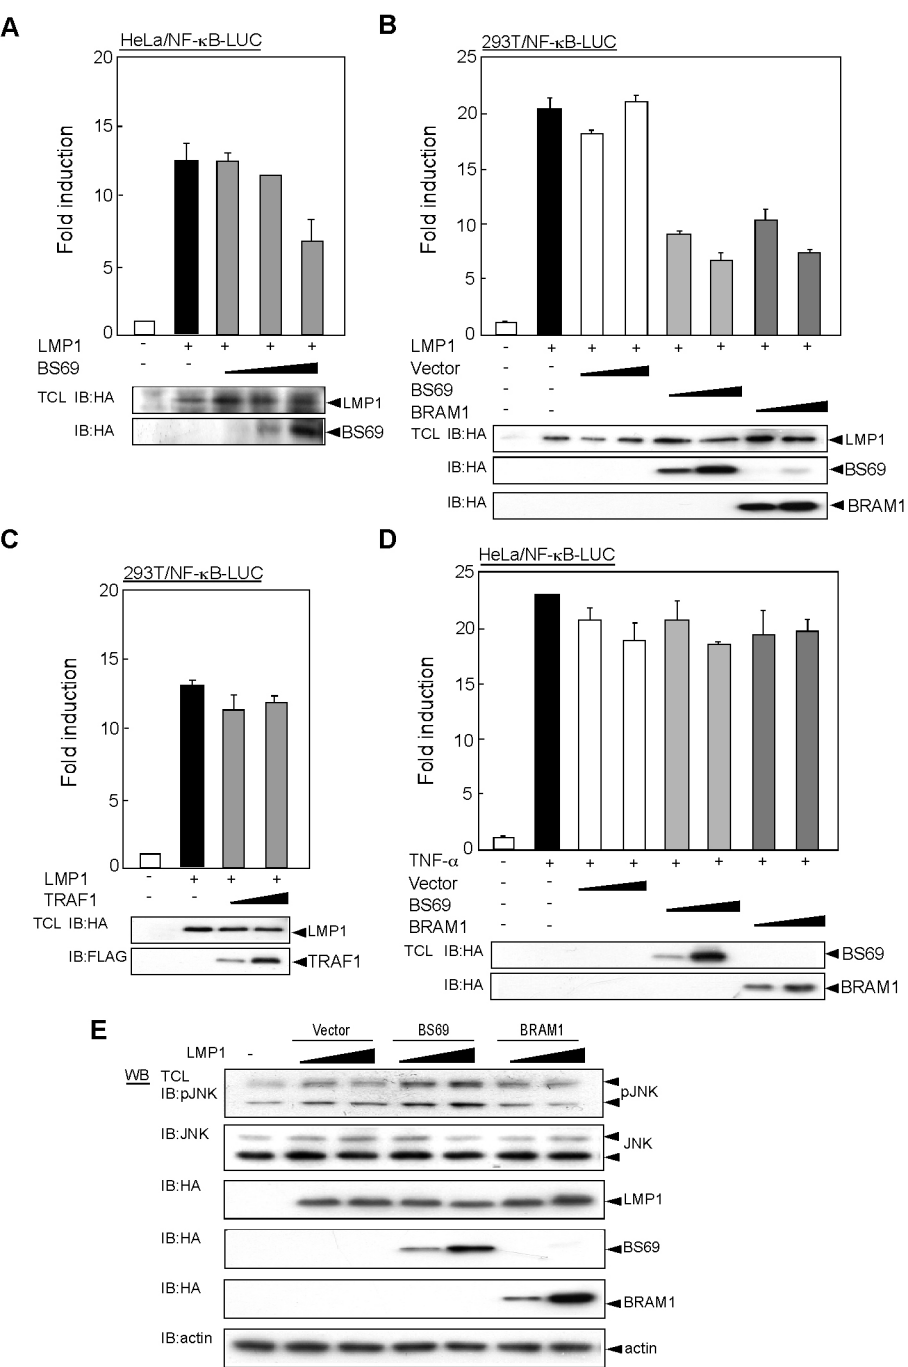 A
HeLa/NF-κB-LUC
20
15
10
5
0
Fold induction
LMP1 - + + + +
BS69 - -
TCL IB:HA LMP1
IB:HA BS69
B
293T/NF-κB-LUC
25
20
15
10
5
0
Fold induction
LMP1 - + + + + + + +
Vector - -
BS69 - -
BRAM1 - -
TCL IB:HA LMP1
IB:HA BS69
IB:HA BRAM1
C
293T/NF-κB-LUC
20
15
10
5
0
Fold induction
LMP1 - + + +
TRAF1 - -
TCL IB:HA LMP1
IB:FLAG TRAF1
D
HeLa/NF-κB-LUC
25
20
15
10
5
0
Fold induction
TNF-α - + + + + + + +
Vector - -
BS69 - -
BRAM1 - -
TCL IB:HA BS69
IB:HA BRAM1
E
Vector BS69 BRAM1
LMP1 -
WB TCL
IB:pJNK pJNK
IB:JNK JNK
IB:HA LMP1
IB:HA BS69
IB:HA BRAM1
IB:actin actin